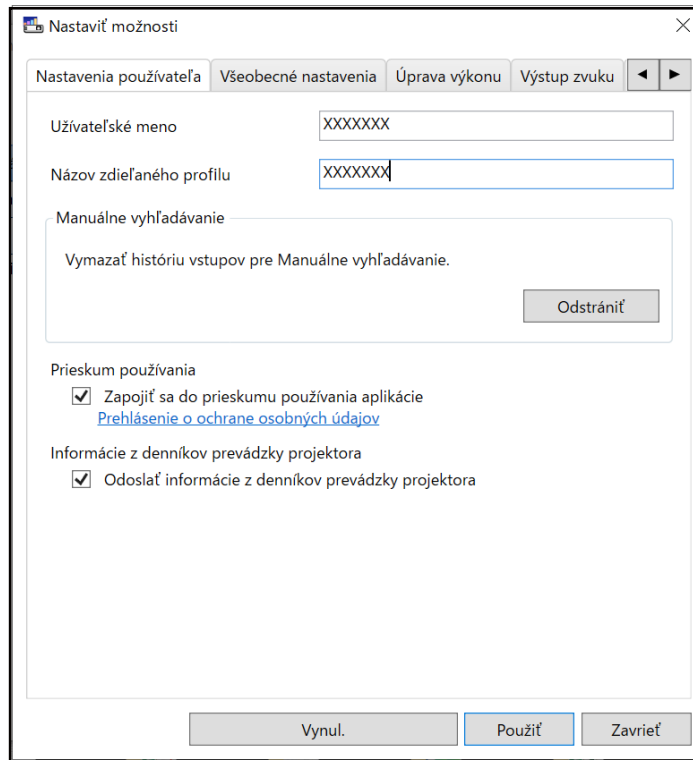 Nastaviť možnosti
Nastavenia používateľa Všeobecné nastavenia Úprava výkonu Výstup zvuku
Užívateľské meno XXXXXXX
Názov zdieľaného profilu XXXXXXX
Manuálne vyhľadávanie
Vymazať históriu vstupov pre Manuálne vyhľadávanie.
Odstrániť
Prieskum používania
Zapojiť sa do prieskumu používania aplikácie
Prehlásenie o ochrane osobných údajov
Informácie z denníkov prevádzky projektora
Odoslať informácie z denníkov prevádzky projektora
Vynul. Použiť Zavrieť